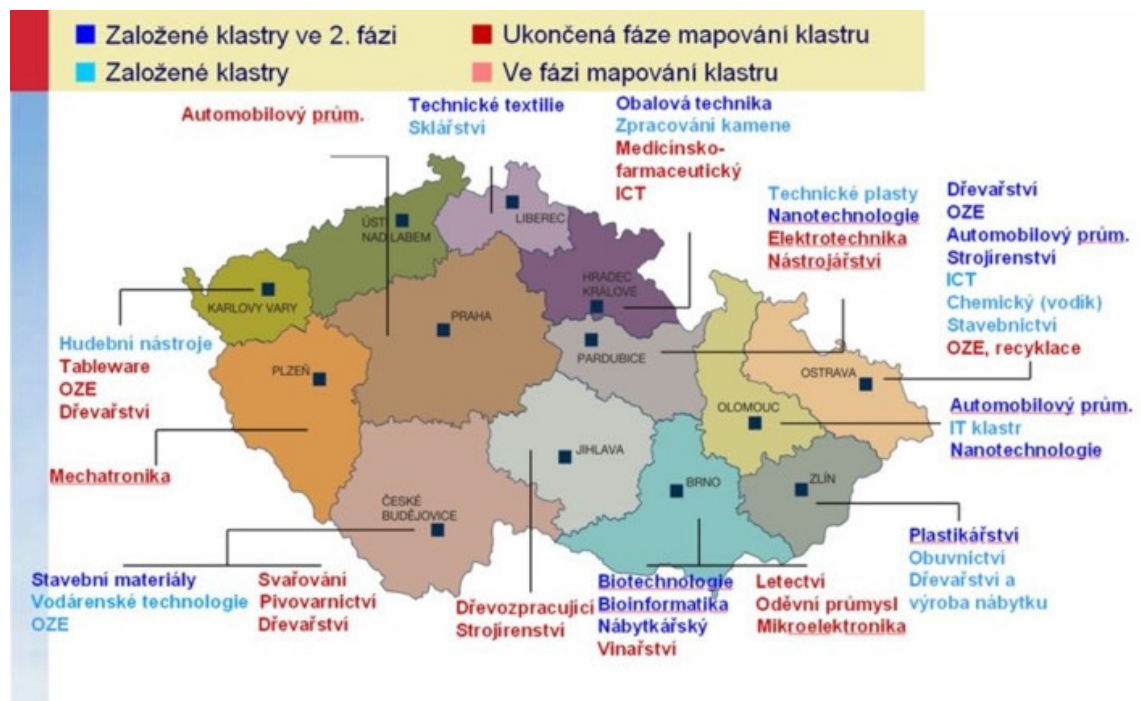 Založené klastry ve 2. fázi
Ukončená fáze mapování klastru
Založené klastry
Ve fázi mapování klastru
Automobilový prům.
Technické textilie
Sklářství
Obalová technika
Zpracování kamene
Medicínsko-
farmaceutický
ICT
Technické plasty
Nanotechnologie
Elektrotechnika
Nástrojářství
Dřevařství
OZE
Automobilový prům.
Strojírenství
ICT
Chemický (vodík)
Stavebnictví
OZE, recyklace
ÚSTÍ
NAD LABEM
LIBEREC
HRADEC
KRÁLOVÉ
KARLOVY VARY
PRAHA
PARDUBICE
PLZEŇ
OSTRAVA
OLOMOUC
JIHLAVA
BRNO
ZLÍN
ČESKÉ
BUDĚJOVICE
Hudební nástroje
Tableware
OZE
Dřevařství
Mechatronika
Automobilový prům.
IT klastr
Nanotechnologie
Stavební materiály
Vodárenské technologie
OZE
Svařování
Pivovarnictví
Dřevařství
Dřevozpracující
Strojírenství
Biotechnologie
Bioinformatika
Nábytkářský
Vinařství
Letectví
Oděvní průmysl
Mikroelektronika
Plastikářství
Obuvnictví
Dřevařství a
výroba nábytku